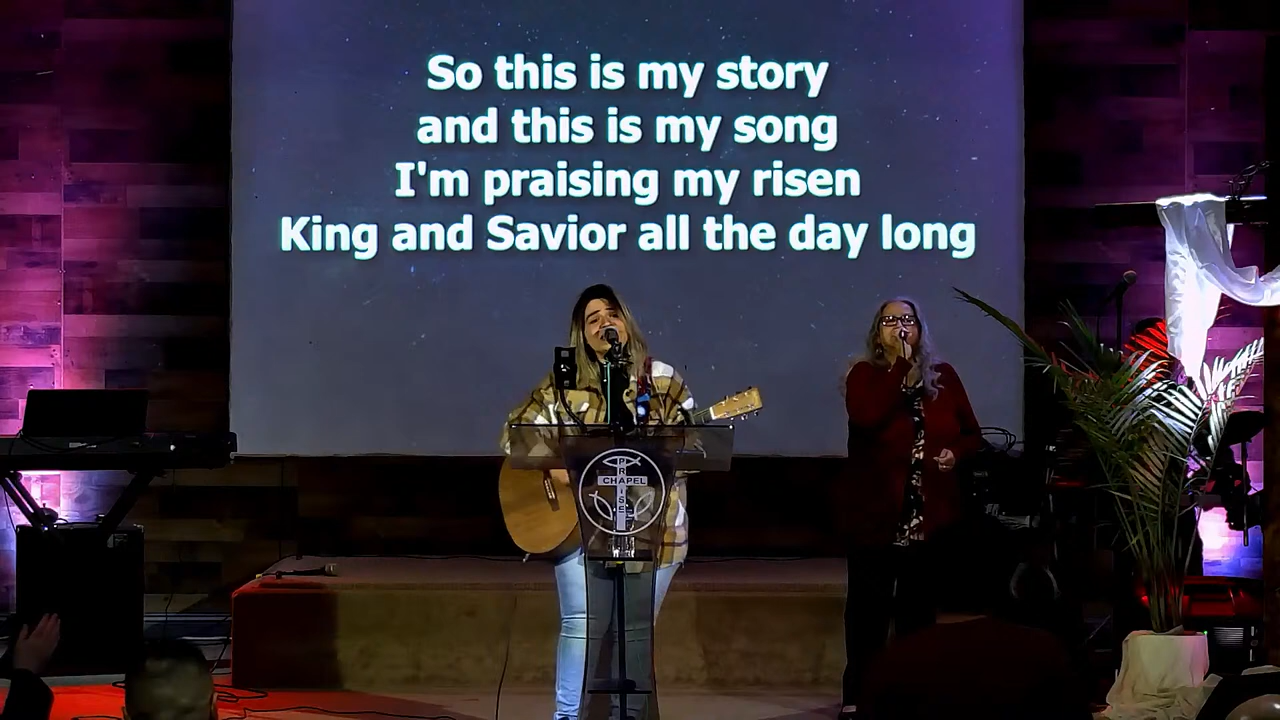 So this is my story
and this is my song
I'm praising my risen
King and Savior all the day long
PRAISE
CHAPEL